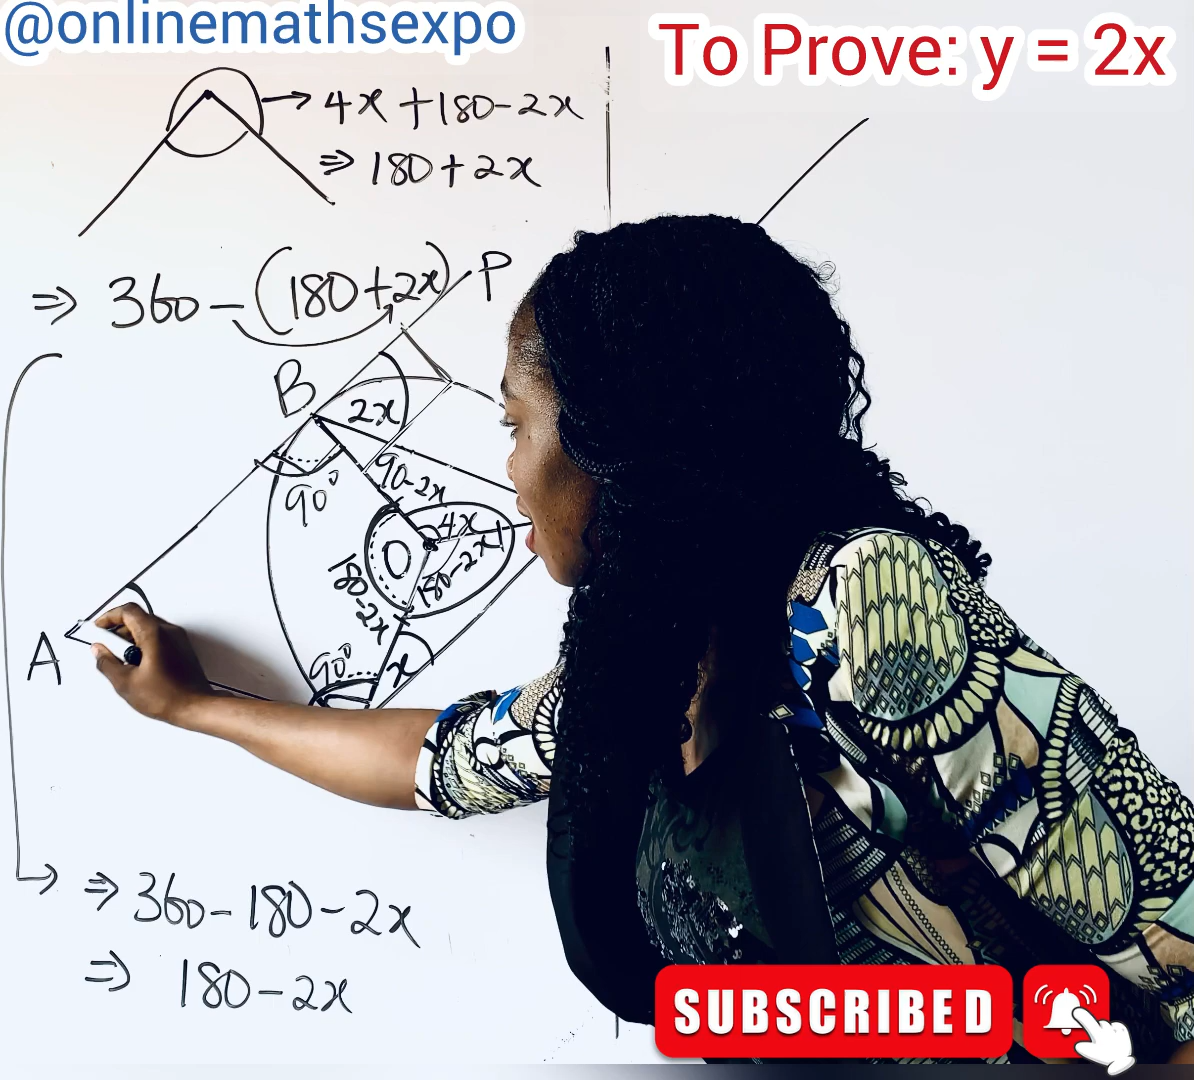 @onlinemathsexpo
To Prove: y = 2x
→ 4x + 180 - 2x
⇒ 180 + 2x
⇒ 360 - (180 + 2x)
P
B
2x
90°
90-2x
4x
O
180-2x
180-2x
A
90°
x
⇒ 360 - 180 - 2x
⇒ 180 - 2x
SUBSCRIBED